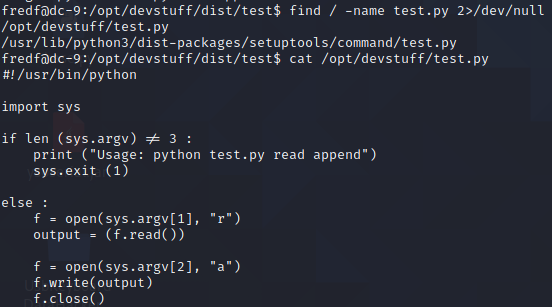 fredf@dc-9:/opt/devstuff/dist/test$ find / -name test.py 2>/dev/null
/opt/devstuff/test.py
/usr/lib/python3/dist-packages/setuptools/command/test.py
fredf@dc-9:/opt/devstuff/dist/test$ cat /opt/devstuff/test.py
#!/usr/bin/python

import sys

if len (sys.argv) ≠ 3 :
    print ("Usage: python test.py read append")
    sys.exit (1)

else :
    f = open(sys.argv[1], "r")
    output = (f.read())

    f = open(sys.argv[2], "a")
    f.write(output)
    f.close()